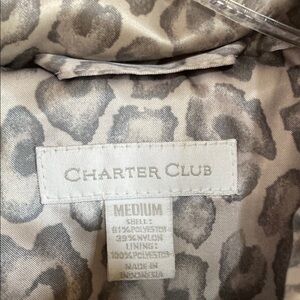 CHARTER CLUB
MEDIUM
SHELL:
61%POLYESTER
39%NYLON
LINING:
100%POLYESTER
MADE IN
INDONESIA